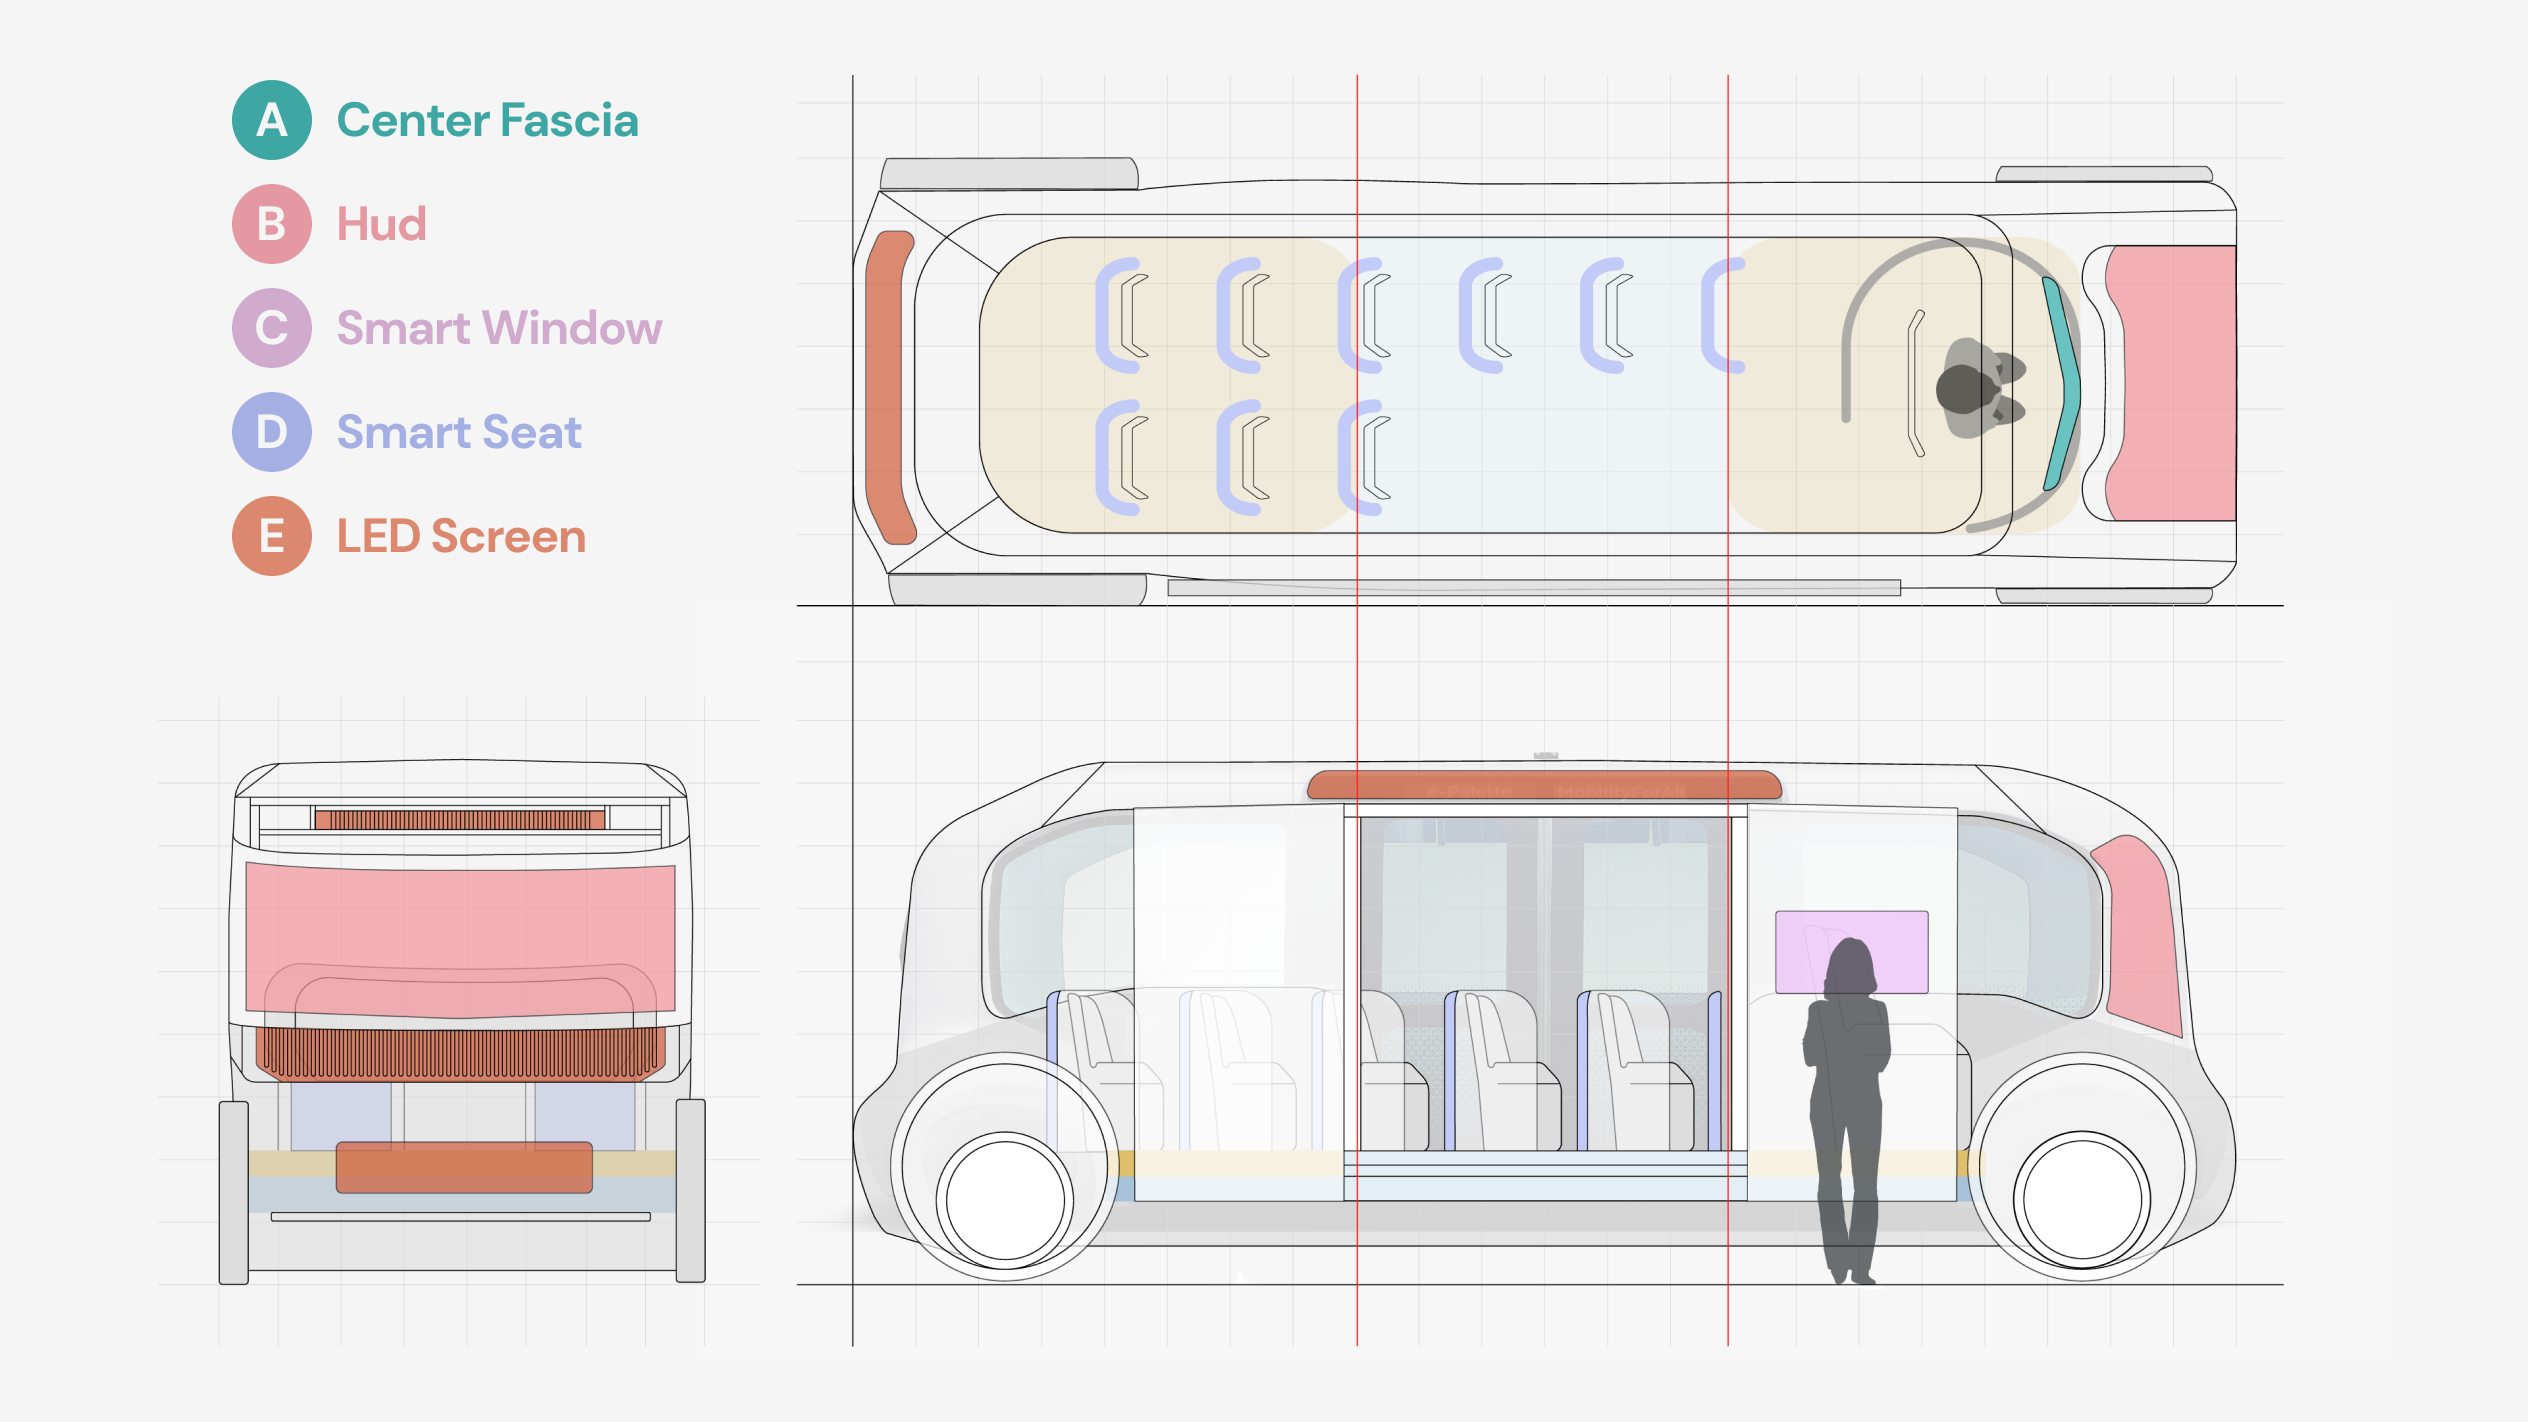 A Center Fascia
B Hud
C Smart Window
D Smart Seat
E LED Screen
e-Palette MobilityForAll